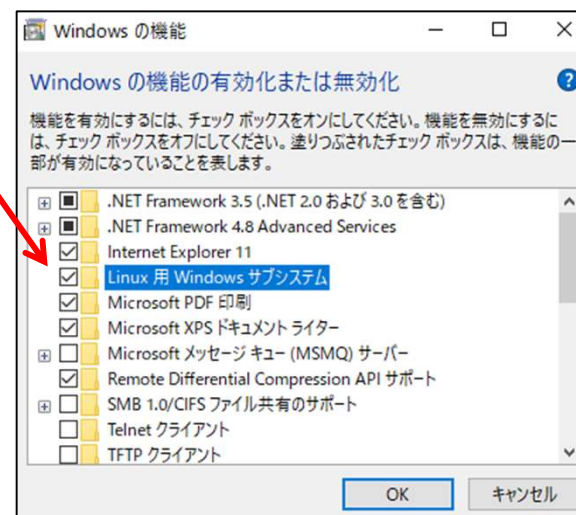 Windows の機能
Windows の機能の有効化または無効化
機能を有効にするには、チェック ボックスをオンにしてください。機能を無効にするに
は、チェック ボックスをオフにしてください。塗りつぶされたチェック ボックスは、機能の一
部が有効になっていることを表します。
.NET Framework 3.5 (.NET 2.0 および 3.0 を含む)
.NET Framework 4.8 Advanced Services
Internet Explorer 11
Linux 用 Windows サブシステム
Microsoft PDF 印刷
Microsoft XPS ドキュメント ライター
Microsoft メッセージ キュー (MSMQ) サーバー
Remote Differential Compression API サポート
SMB 1.0/CIFS ファイル共有のサポート
Telnet クライアント
TFTP クライアント
OK キャンセル